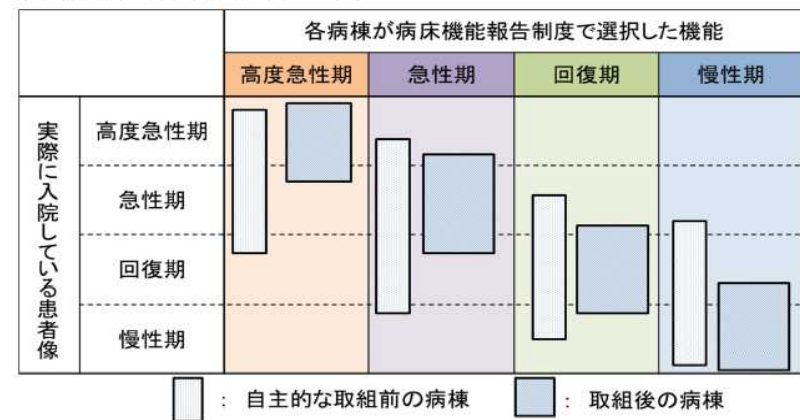 各病棟が病床機能報告制度で選択した機能
高度急性期 急性期 回復期 慢性期
実際に入院している患者像
高度急性期
急性期
回復期
慢性期
： 自主的な取組前の病棟 ： 取組後の病棟